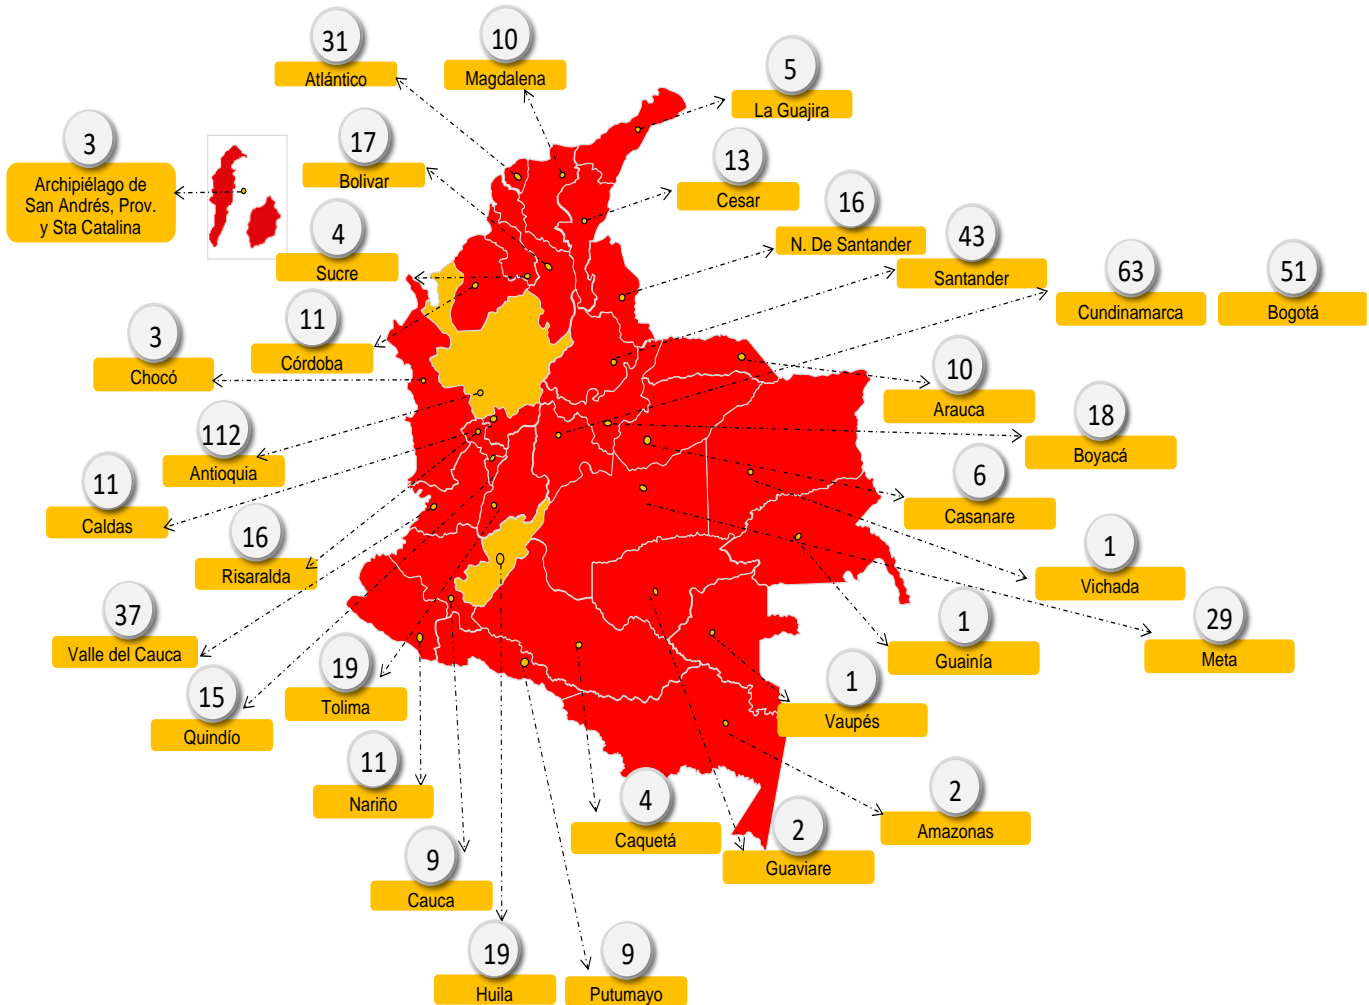 31
Atlántico
10
Magdalena
5
La Guajira
3
Archipiélago de
San Andrés, Prov.
y Sta Catalina
17
Bolivar
13
Cesar
4
Sucre
16
N. De Santander
43
Santander
63
Cundinamarca
51
Bogotá
11
Córdoba
3
Chocó
10
Arauca
112
Antioquia
18
Boyacá
11
Caldas
6
Casanare
16
Risaralda
1
Vichada
37
Valle del Cauca
29
Meta
1
Guainía
19
Tolima
15
Quindío
1
Vaupés
11
Nariño
4
Caquetá
2
Amazonas
2
Guaviare
9
Cauca
19
Huila
9
Putumayo